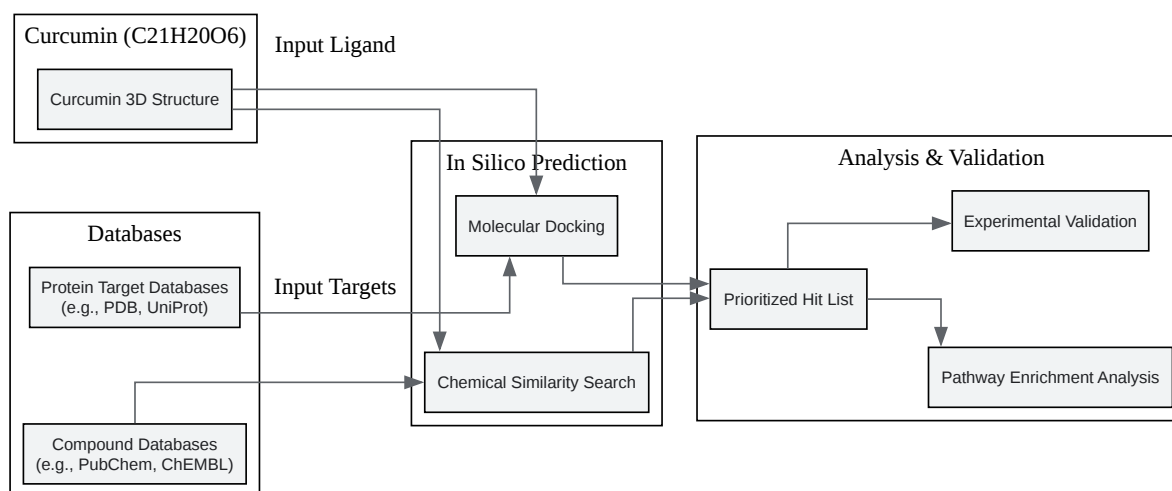 Curcumin (C21H20O6)
Input Ligand
Curcumin 3D Structure
In Silico Prediction
Analysis & Validation
Molecular Docking
Experimental Validation
Databases
Protein Target Databases
(e.g., PDB, UniProt)
Input Targets
Prioritized Hit List
Chemical Similarity Search
Pathway Enrichment Analysis
Compound Databases
(e.g., PubChem, ChEMBL)